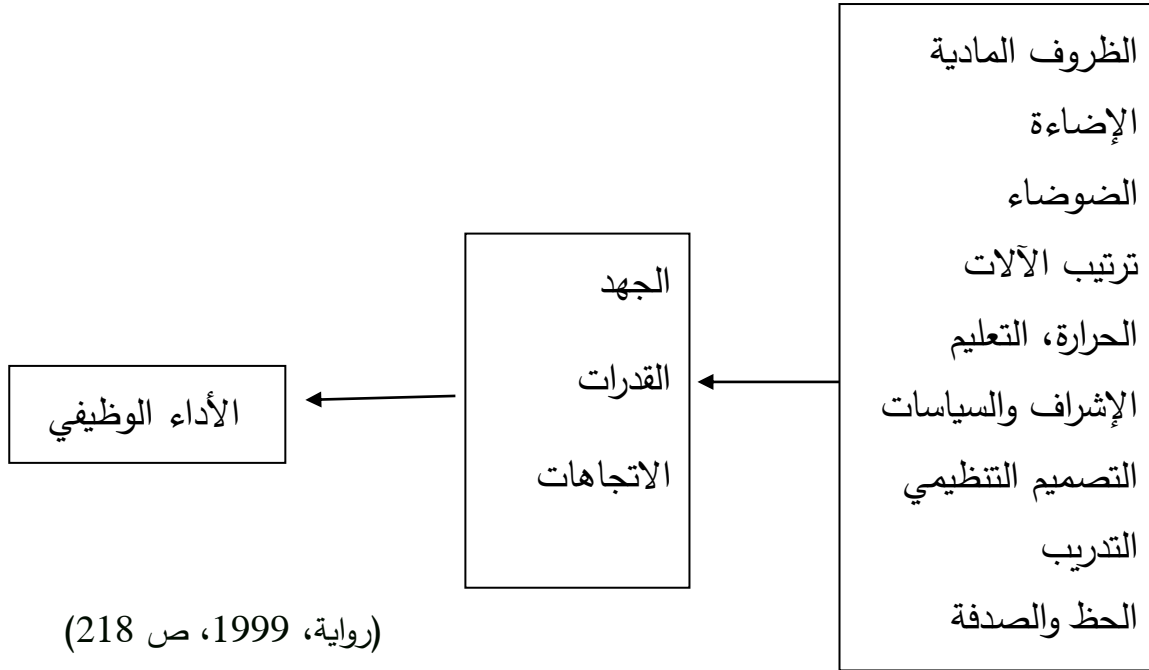 الظروف المادية
الإضاءة
الضوضاء
ترتيب الآلات
الحرارة، التعليم
الإشراف والسياسات
التصميم التنظيمي
التدريب
الحظ والصدفة
الجهد
القدرات
الاتجاهات
الأداء الوظيفي
(رواية، 1999، ص 218)